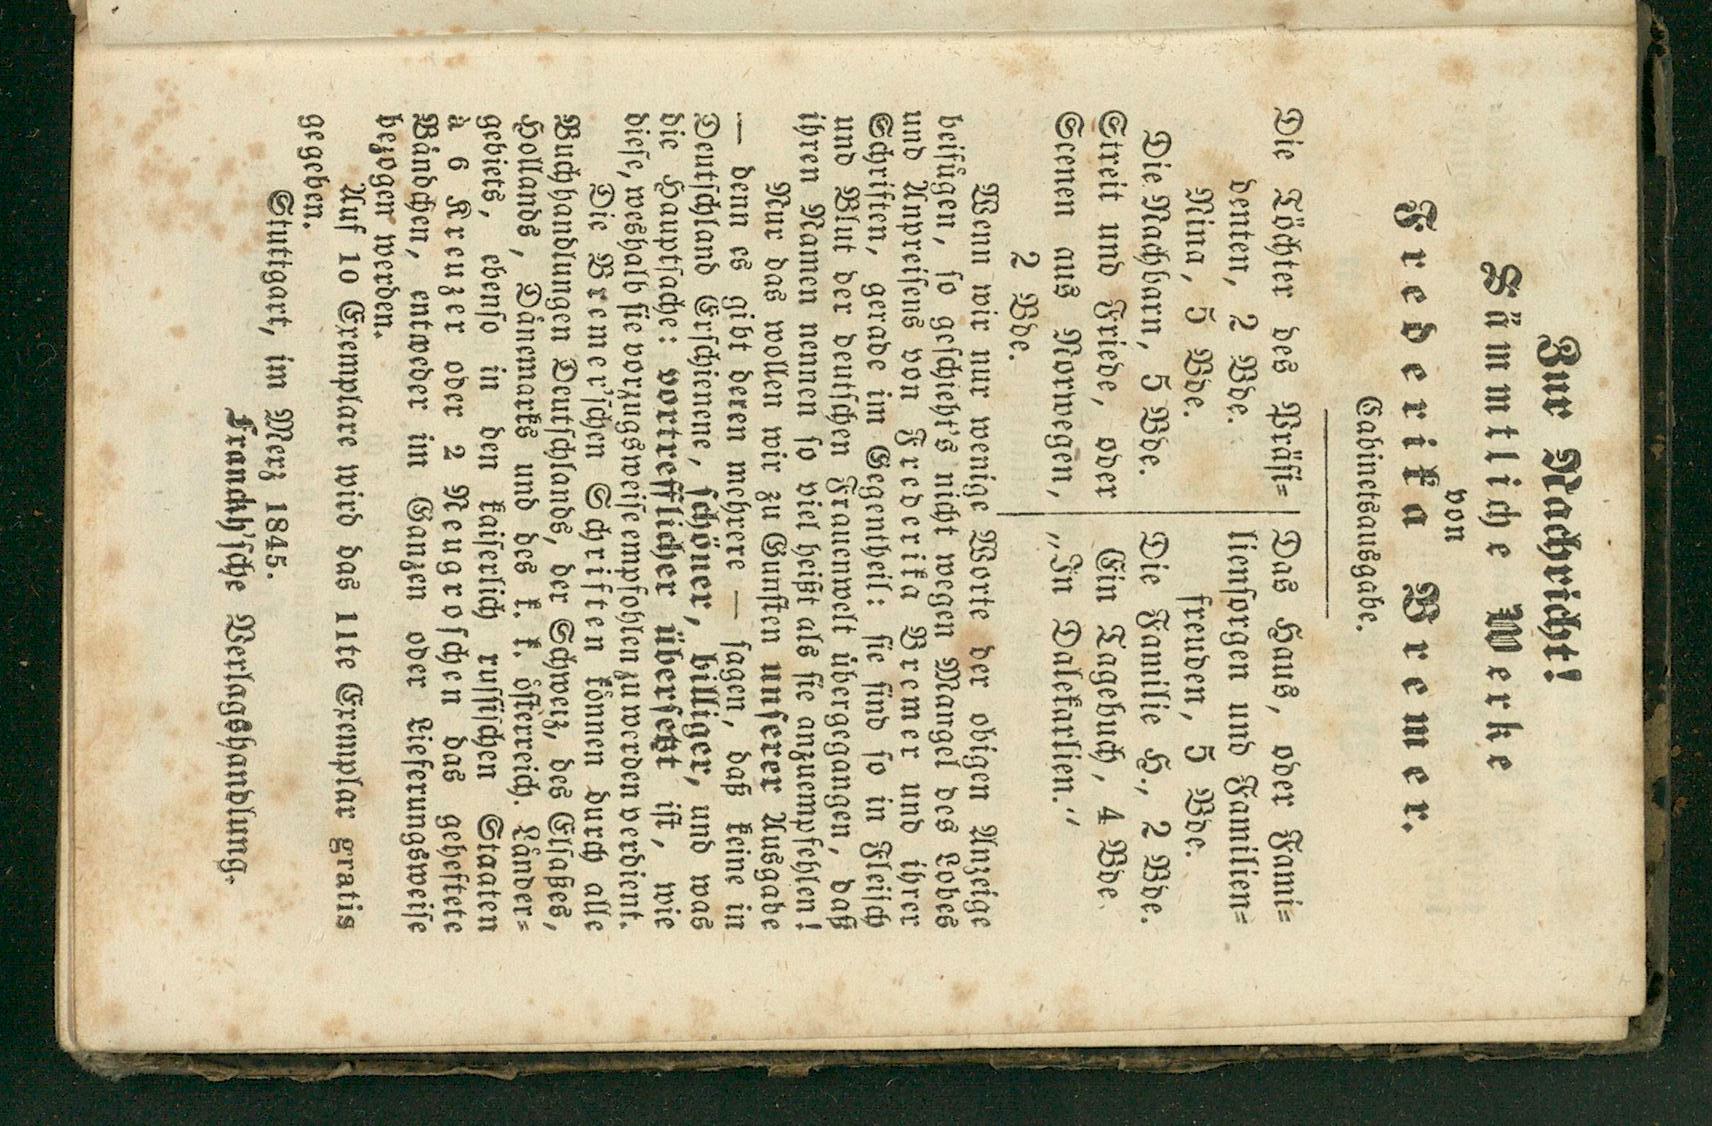 Zur Nachricht!
Sämmtliche Werke
von
Frederika Bremer.
Cabinetsausgabe.
Die Töchter des Präsi-
denten, 2 Bde.
Nina, 5 Bde.
Die Nachbarn, 5 Bde.
Streit und Friede, oder
Scenen aus Norwegen,
2 Bde.
Das Haus, oder Fami-
liensorgen und Familien-
freuden, 5 Bde.
Die Familie H., 2 Bde.
Ein Tagebuch, 4 Bde
„In Dalekarlien.“
Wenn wir nur wenige Worte der obigen Anzeige
beifügen, so geschieht's nicht wegen Mangel des Lobes
und Anpreisens von Frederika Bremer und ihrer
Schriften, gerade im Gegentheil: sie sind so in Fleisch
und Blut der deutschen Frauenwelt übergegangen, daß
ihren Namen nennen so viel heißt als sie anzuempfehlen!
Nur das wollen wir zu Gunsten unserer Ausgabe
— denn es gibt deren mehrere — sagen, daß keine in
Deutschland Erschienene, schöner, billiger, und was
die Hauptsache: vortrefflicher übersetzt ist, wie
diese, weshalb sie vorzugsweise empfohlen zu werden verdient.
Die Bremer'schen Schriften können durch alle
Buchhandlungen Deutschlands, der Schweiz, des Elsaßes,
Hollands, Dänemarks und des k. k. österreich. Länder-
gebiets, ebenso in den kaiserlich russischen Staaten
à 6 Kreuzer oder 2 Neugroschen das geheftete
Bändchen, entweder im Ganzen oder Lieferungsweise
bezogen werden.
Auf 10 Exemplare wird das 11te Exemplar gratis
gegeben.
Stuttgart, im Merz 1845.
Franckh'sche Verlagshandlung.